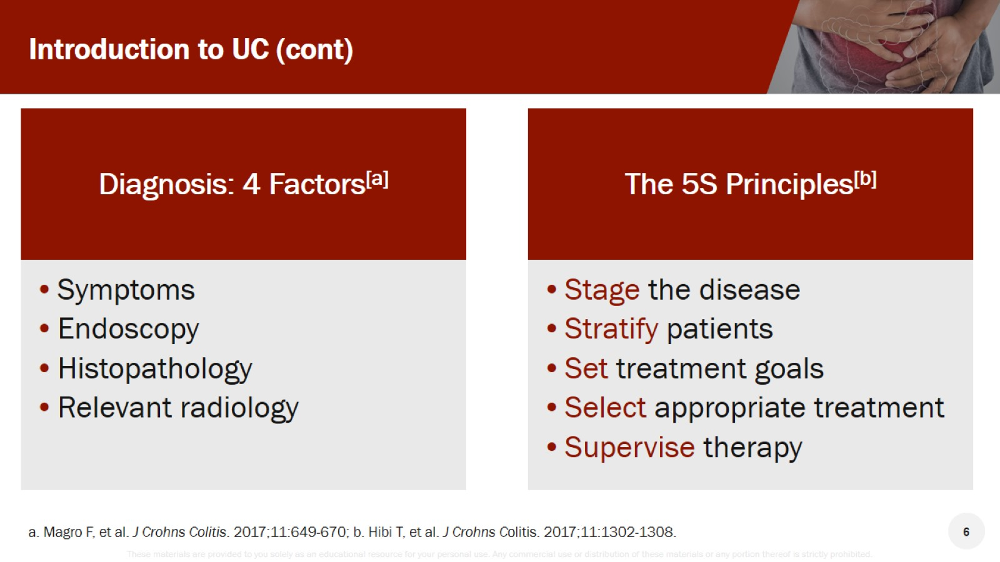 Introduction to UC (cont)
Diagnosis: 4 Factors[a]
• Symptoms
• Endoscopy
• Histopathology
• Relevant radiology
The 5S Principles[b]
• Stage the disease
• Stratify patients
• Set treatment goals
• Select appropriate treatment
• Supervise therapy
a. Magro F, et al. J Crohns Colitis. 2017;11:649-670; b. Hibi T, et al. J Crohns Colitis. 2017;11:1302-1308.
6
These materials are provided to you solely as an educational resource for your personal use. Any commercial use or distribution of these materials or any portion thereof is strictly prohibited.